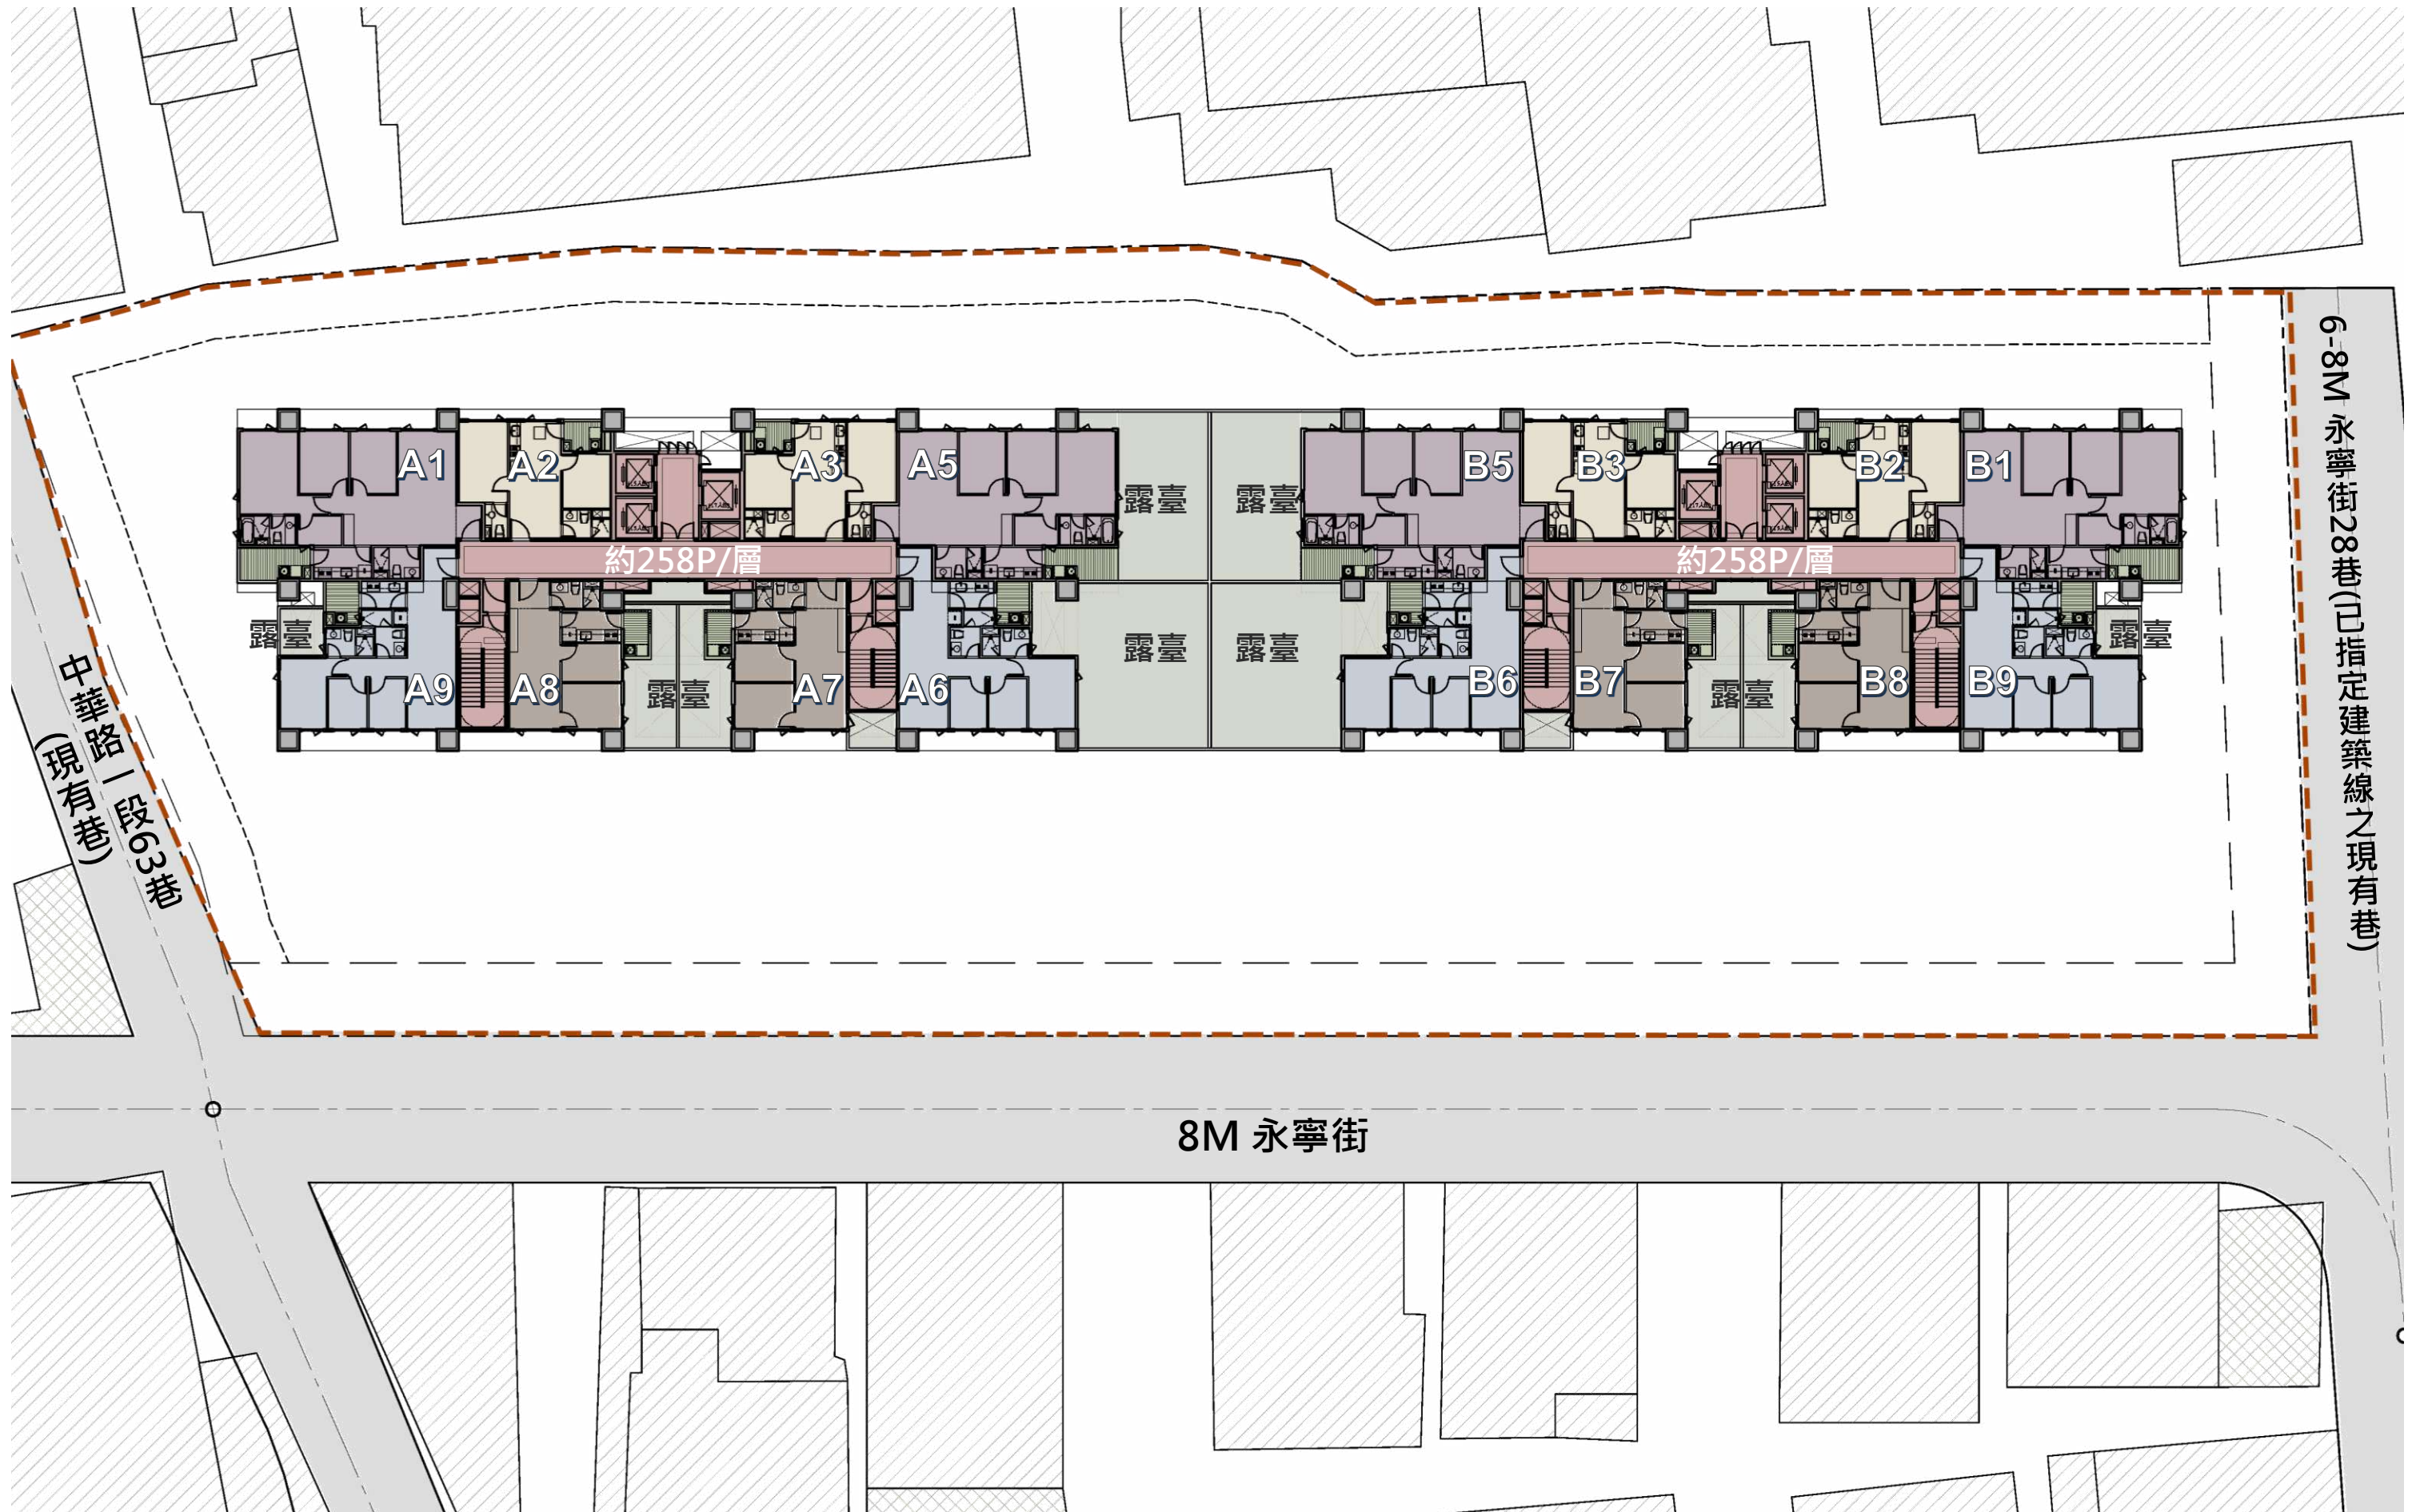 6-8M 永寧街28巷(已指定建築線之現有巷)
A1
A2
A3
A5
B5
B3
B2
B1
露臺
露臺
約258P/層
約258P/層
露臺
露臺
露臺
露臺
A9
A8
露臺
A7
A6
B6
B7
露臺
B8
B9
中華路一段63巷
(現有巷)
8M 永寧街